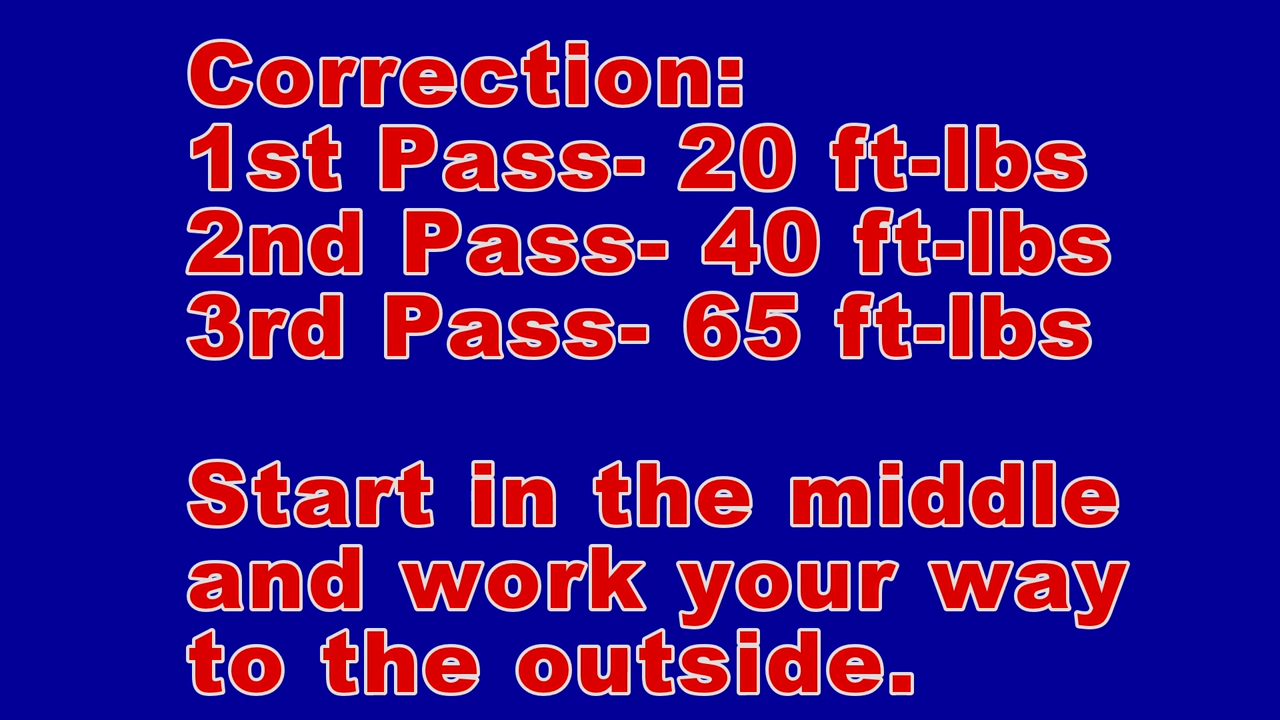 Correction:
1st Pass- 20 ft-lbs
2nd Pass- 40 ft-lbs
3rd Pass- 65 ft-lbs
Start in the middle
and work your way
to the outside.